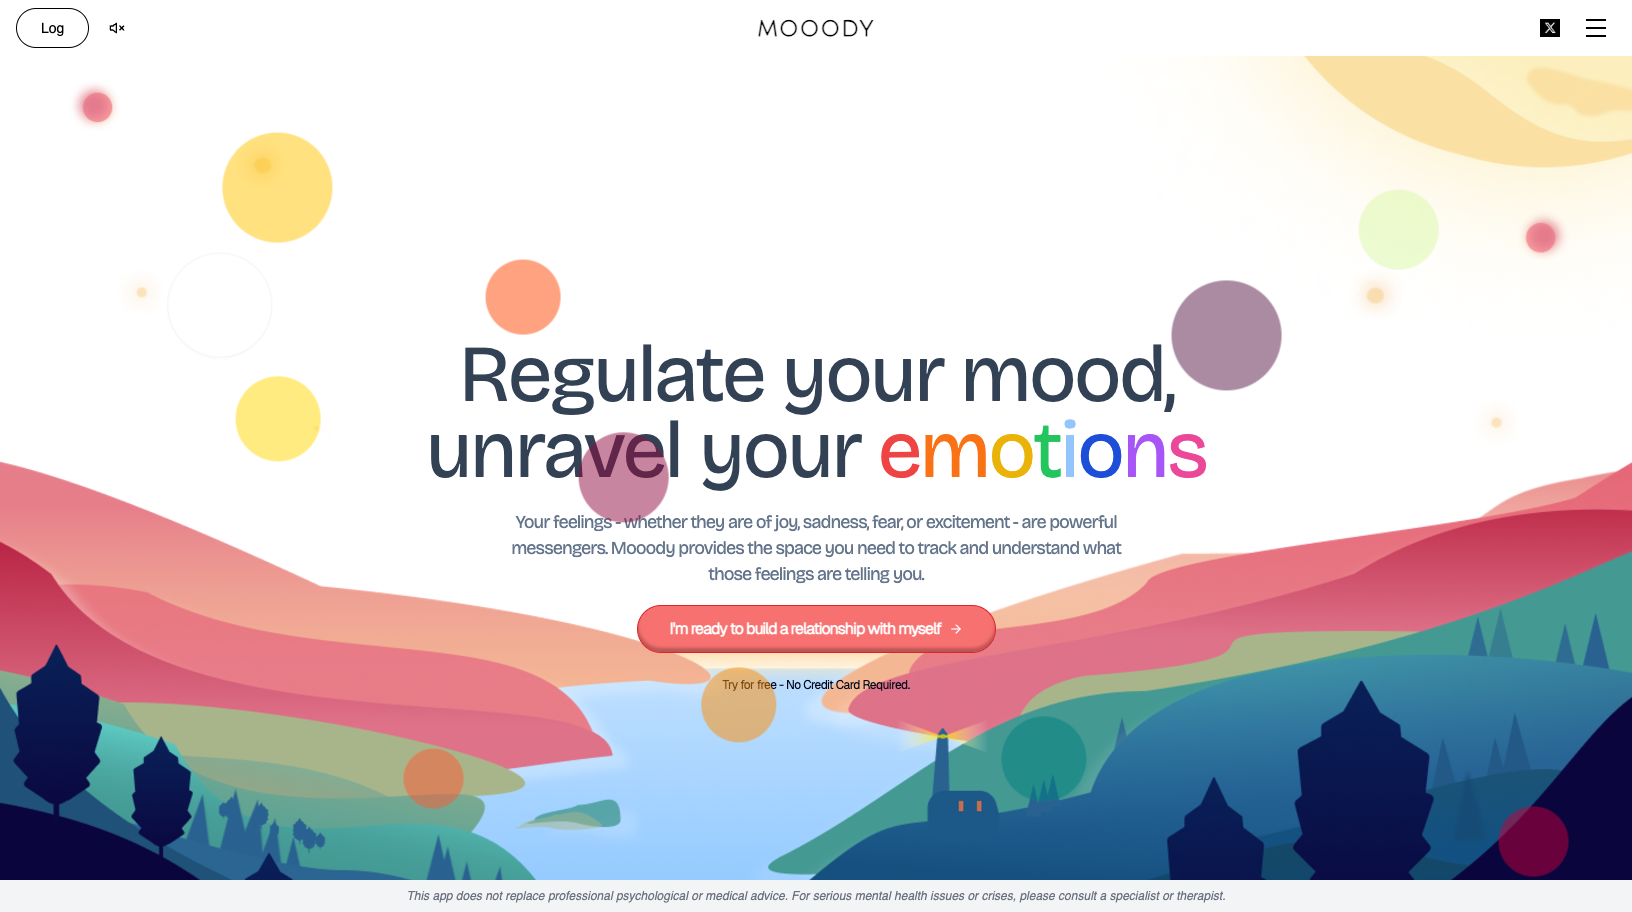 Log
MOOODY
X
Regulate your mood,
unravel your emotions
Your feelings - whether they are of joy, sadness, fear, or excitement - are powerful
messengers. Mooody provides the space you need to track and understand what
those feelings are telling you.
I'm ready to build a relationship with myself →
Try for free - No Credit Card Required.
This app does not replace professional psychological or medical advice. For serious mental health issues or crises, please consult a specialist or therapist.